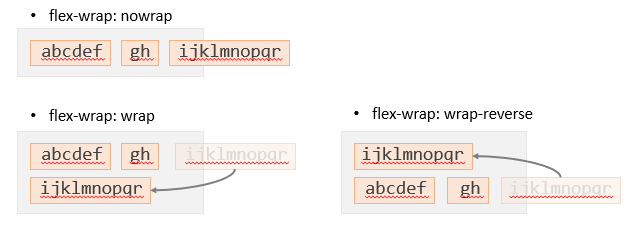 • flex-wrap: nowrap
abcdef gh ijklmnopqr
• flex-wrap: wrap
abcdef gh ijklmnopqr
ijklmnopqr
• flex-wrap: wrap-reverse
ijklmnopqr
abcdef gh ijklmnopqr